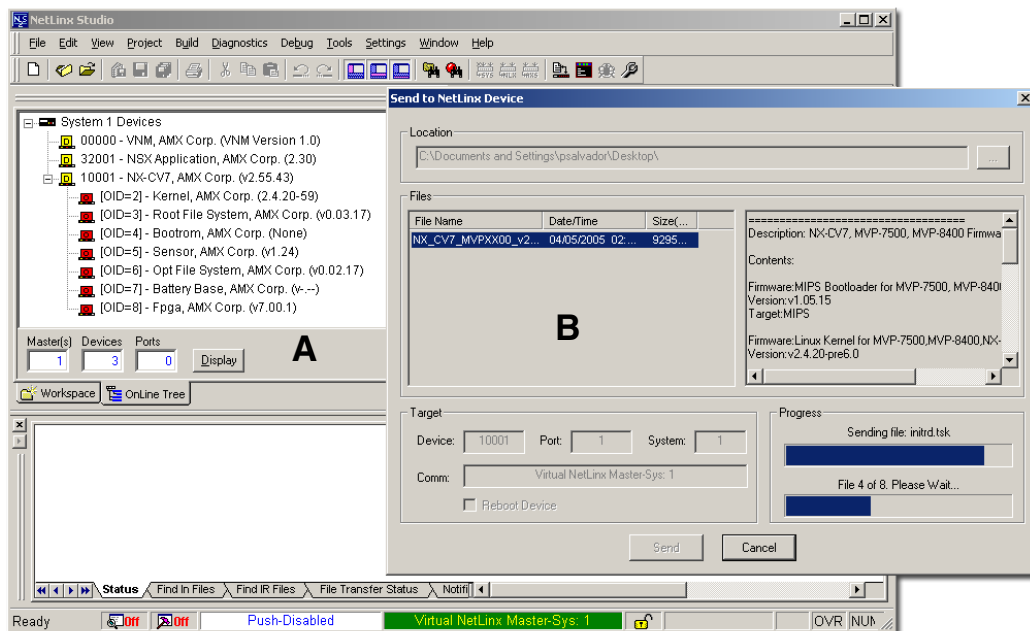 NetLinx Studio
File Edit View Project Build Diagnostics Debug Tools Settings Window Help
System 1 Devices
00000 - VNM, AMX Corp. (VNM Version 1.0)
32001 - NSX Application, AMX Corp. (2.30)
10001 - NX-CV7, AMX Corp. (v2.55.43)
[OID=2] - Kernel, AMX Corp. (2.4.20-59)
[OID=3] - Root File System, AMX Corp. (v0.03.17)
[OID=4] - Bootrom, AMX Corp. (None)
[OID=5] - Sensor, AMX Corp. (v1.24)
[OID=6] - Opt File System, AMX Corp. (v0.02.17)
[OID=7] - Battery Base, AMX Corp. (v-.--)
[OID=8] - Fpga, AMX Corp. (v7.00.1)
Master(s) Devices Ports
1 3 0 Display
A
Workspace OnLine Tree
Send to NetLinx Device
Location
C:\Documents and Settings\psalvador\Desktop\
...
Files
File Name Date/Time Size(...
NX_CV7_MVPXX00_v2... 04/05/2005 02:... 9295...
B
====================================
Description: NX-CV7, MVP-7500, MVP-8400 Firmwa
Contents:
Firmware:MIPS Bootloader for MVP-7500, MVP-840
Version:v1.05.15
Target:MIPS
Firmware:Linux Kernel for MVP-7500,MVP-8400,NX-
Version:v2.4.20-pre6.0
Target
Device: 10001 Port: 1 System: 1
Comm: Virtual NetLinx Master-Sys: 1
Reboot Device
Progress
Sending file: initrd.tsk
File 4 of 8. Please Wait...
Send Cancel
Status Find In Files Find IR Files File Transfer Status Notifi
Ready Off Off Push-Disabled Virtual NetLinx Master-Sys: 1 OVR NUM